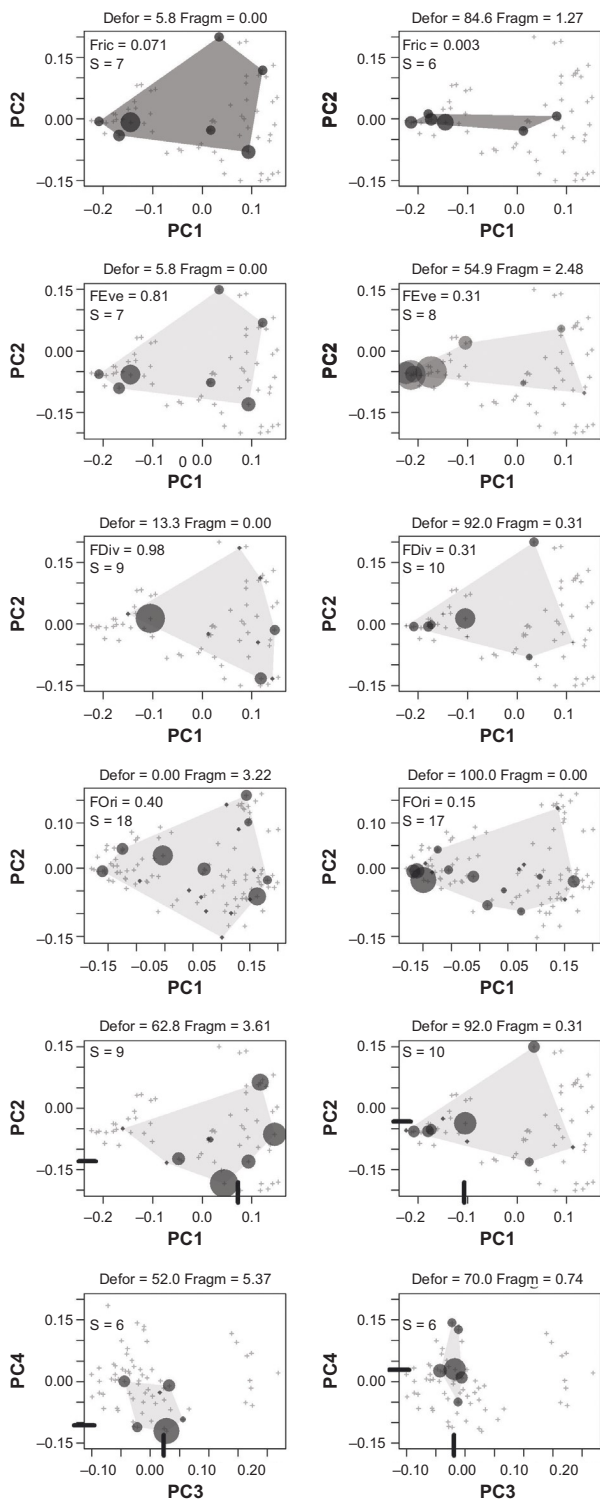 Defor = 5.8 Fragm = 0.00
Fric = 0.071
S = 7
0.15
0.00
–0.15
PC2
–0.2 –0.1 0.0 0.1
PC1
Defor = 84.6 Fragm = 1.27
Fric = 0.003
S = 6
0.15
0.00
–0.15
PC2
–0.2 –0.1 0.0 0.1
PC1
Defor = 5.8 Fragm = 0.00
FEve = 0.81
S = 7
0.15
0.00
–0.15
PC2
–0.2 –0.1 0 0.0 0.1
PC1
Defor = 54.9 Fragm = 2.48
FEve = 0.31
S = 8
0.15
0.00
–0.15
PC2
–0.2 –0.1 0.0 0.1
PC1
Defor = 13.3 Fragm = 0.00
FDiv = 0.98
S = 9
0.15
0.00
–0.15
PC2
–0.2 –0.1 0.0 0.1
PC1
Defor = 92.0 Fragm = 0.31
FDiv = 0.31
S = 10
0.15
0.00
–0.15
PC2
–0.2 –0.1 0.0 0.1
PC1
Defor = 0.00 Fragm = 3.22
FOri = 0.40
S = 18
0.10
0.00
–0.15
PC2
–0.15 –0.05 0.05 0.15
PC1
Defor = 100.0 Fragm = 0.00
FOri = 0.15
S = 17
0.10
0.00
–0.15
PC2
–0.15 –0.05 0.05 0.15
PC1
Defor = 62.8 Fragm = 3.61
S = 9
0.15
0.00
–0.15
PC2
–0.2 –0.1 0.0 0.1
PC1
Defor = 92.0 Fragm = 0.31
S = 10
0.15
0.00
–0.15
PC2
–0.2 –0.1 0.0 0.1
PC1
Defor = 52.0 Fragm = 5.37
S = 6
0.15
0.00
–0.15
PC4
–0.10 0.00 0.10 0.20
PC3
Defor = 70.0 Fragm = 0.74
S = 6
0.15
0.00
–0.15
PC4
–0.10 0.00 0.10 0.20
PC3